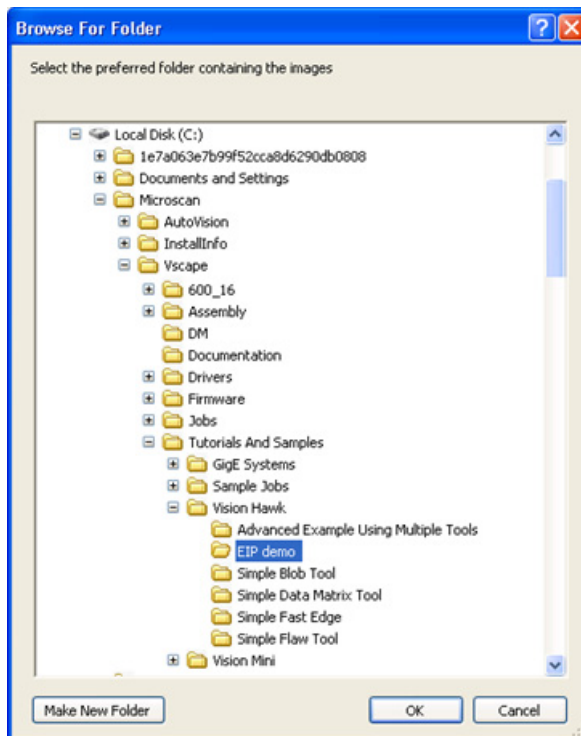 Browse For Folder
Select the preferred folder containing the images
Local Disk (C:)
1e7a063e7b99f52cca8d6290db0808
Documents and Settings
Microscan
AutoVision
InstallInfo
Vscape
600_16
Assembly
DM
Documentation
Drivers
Firmware
Jobs
Tutorials And Samples
GigE Systems
Sample Jobs
Vision Hawk
Advanced Example Using Multiple Tools
EIP demo
Simple Blob Tool
Simple Data Matrix Tool
Simple Fast Edge
Simple Flaw Tool
Vision Mini
Make New Folder OK Cancel